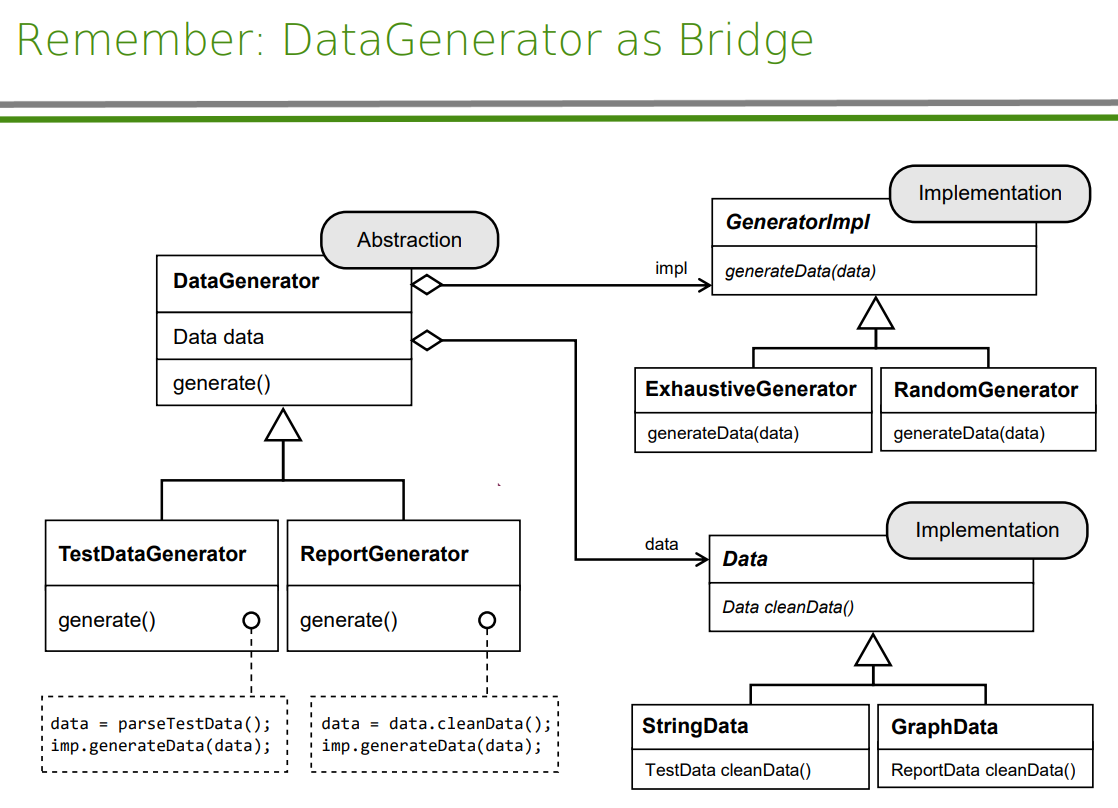 Remember: DataGenerator as Bridge
Abstraction
DataGenerator
Data data
generate()
impl
Implementation
GeneratorImpl
generateData(data)
ExhaustiveGenerator
generateData(data)
RandomGenerator
generateData(data)
TestDataGenerator
generate()
ReportGenerator
generate()
data = parseTestData();
imp.generateData(data);
data = data.cleanData();
imp.generateData(data);
data
Implementation
Data
Data cleanData()
StringData
TestData cleanData()
GraphData
ReportData cleanData()